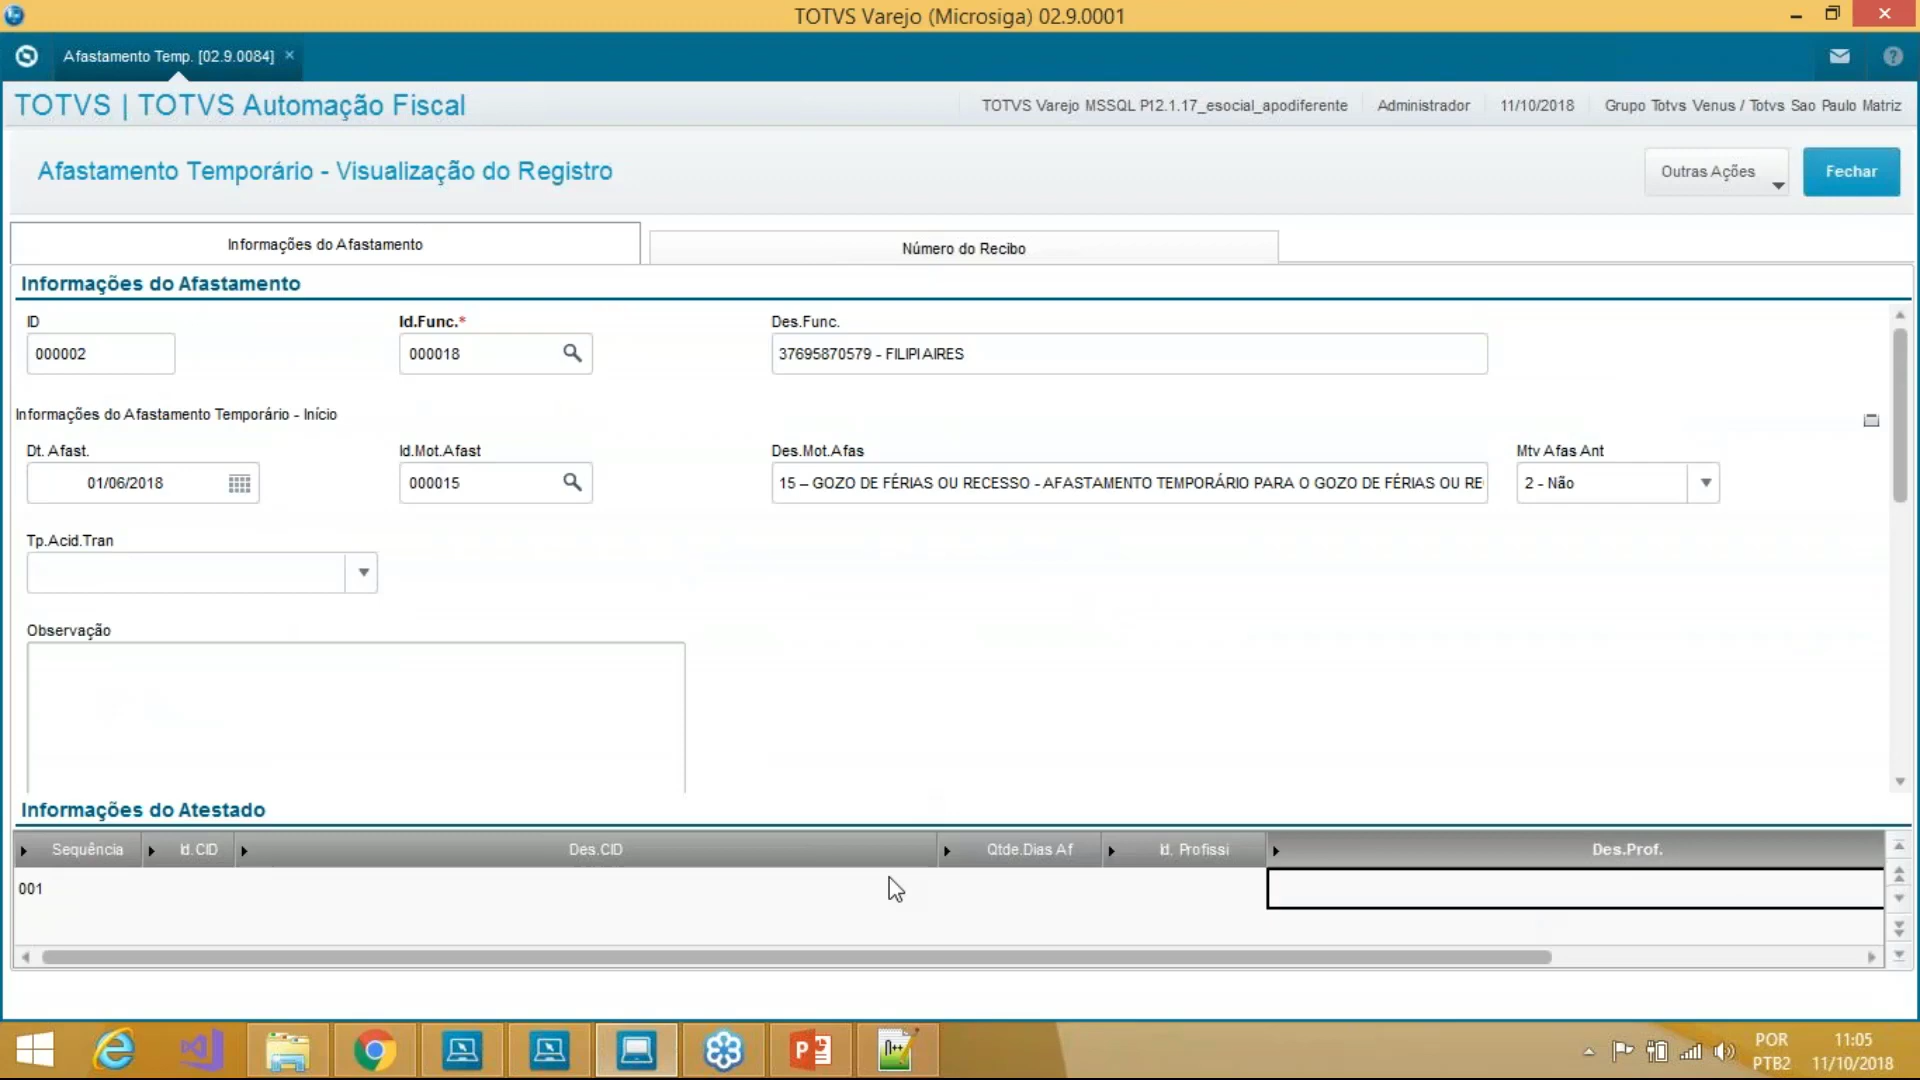 TOTVS Varejo (Microsiga) 02.9.0001
Afastamento Temp. [02.9.0084]
TOTVS | TOTVS Automação Fiscal
TOTVS Varejo MSSQL P12.1.17_esocial_apodiferente
Administrador
11/10/2018
Grupo Totvs Venus / Totvs Sao Paulo Matriz
Afastamento Temporário - Visualização do Registro
Outras Ações
Fechar
Informações do Afastamento
Número do Recibo
Informações do Afastamento
ID
Id.Func.*
Des.Func.
000002
000018
37695870579 - FILIPI AIRES
Informações do Afastamento Temporário - Início
Dt. Afast.
Id.Mot.Afast
Des.Mot.Afas
Mtv Afas Ant
01/06/2018
000015
15 – GOZO DE FÉRIAS OU RECESSO - AFASTAMENTO TEMPORÁRIO PARA O GOZO DE FÉRIAS OU RE
2 - Não
Tp.Acid.Tran
Observação
Informações do Atestado
Sequência
Id.CID
Des.CID
Qtde.Dias Af
Id. Profissi
Des.Prof.
001
POR
11:05
PTB2
11/10/2018